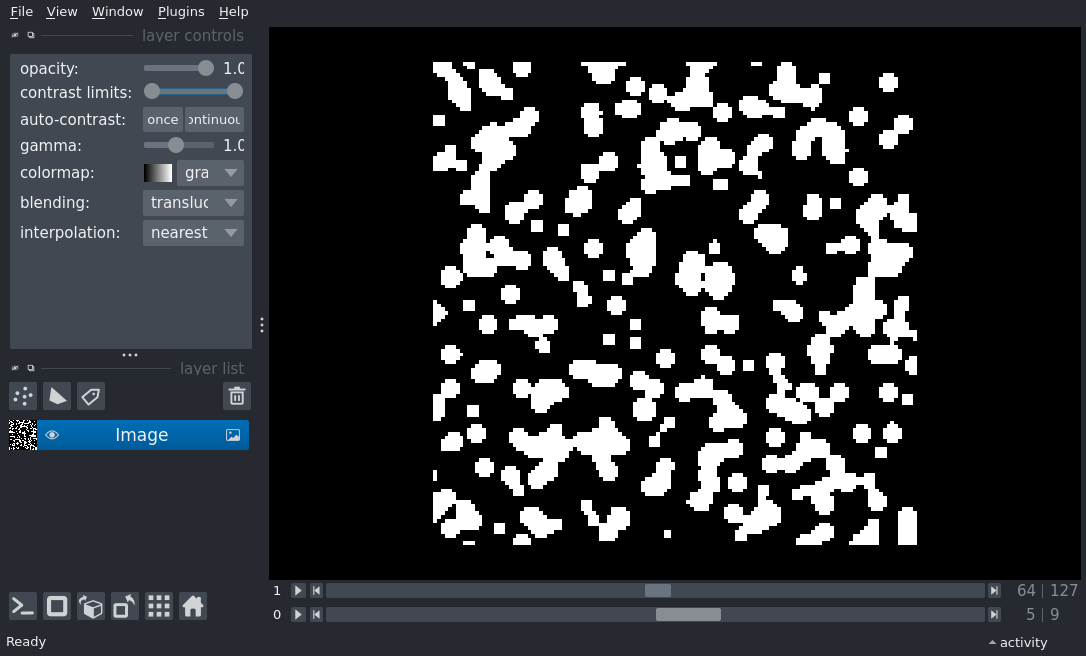 File View Window Plugins Help
layer controls
opacity: 1.0
contrast limits:
auto-contrast: once ontinuou
gamma: 1.0
colormap: gra
blending: transluc
interpolation: nearest
layer list
Image
1 64 127
0 5 9
Ready activity